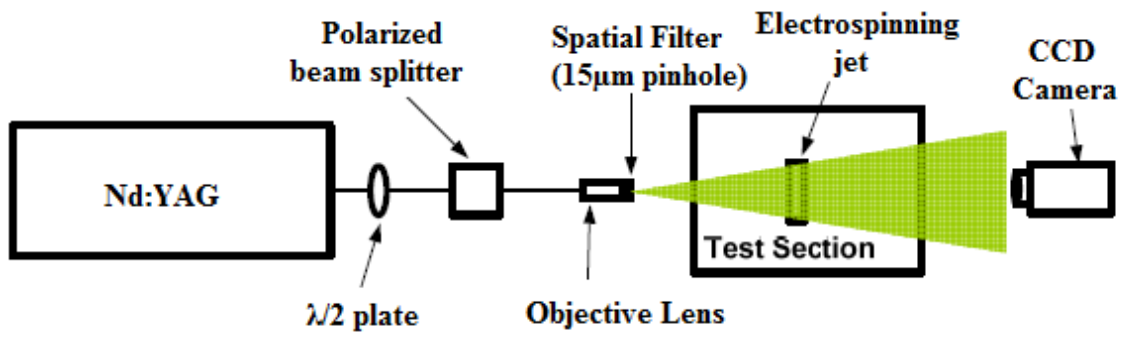 Polarized
beam splitter
Spatial Filter
(15μm pinhole)
Electrospinning
jet
CCD
Camera
Nd:YAG
Test Section
λ/2 plate
Objective Lens